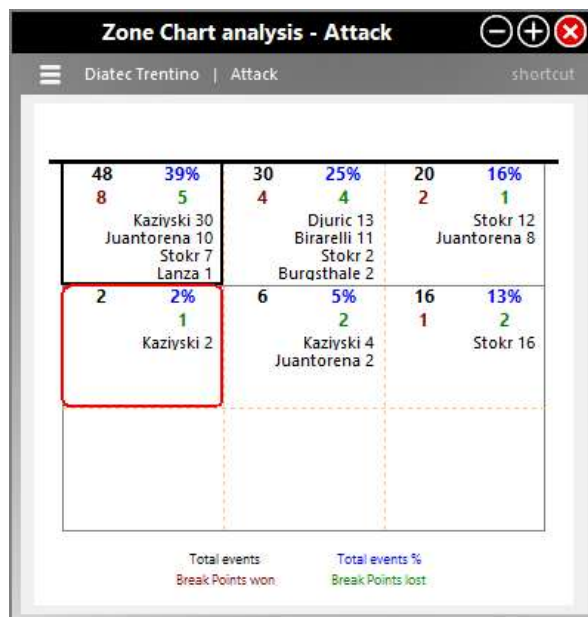 Zone Chart analysis - Attack
Diatec Trentino | Attack shortcut
48 39% 30 25% 20 16%
8 5 4 4 2 1
Kaziyski 30 Djuric 13 Stokr 12
Juantorena 10 Birarelli 11 Juantorena 8
Stokr 7 Stokr 2
Lanza 1 Burgsthale 2
2 2% 6 5% 16 13%
1 2 1 2
Kaziyski 2 Kaziyski 4 Stokr 16
Juantorena 2
Total events Total events %
Break Points won Break Points lost